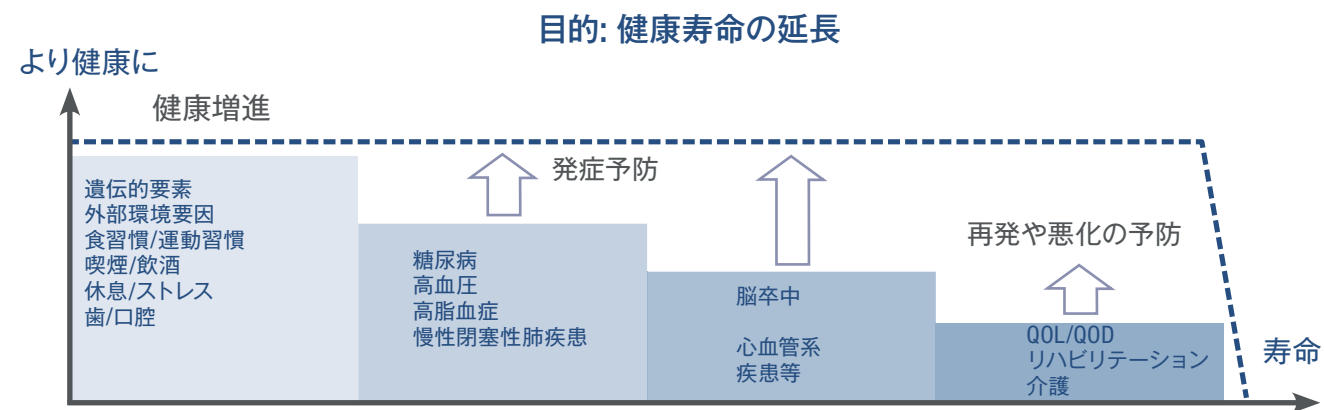 目的: 健康寿命の延長
より健康に
健康増進
発症予防
再発や悪化の予防
遺伝的要素
外部環境要因
食習慣/運動習慣
喫煙/飲酒
休息/ストレス
歯/口腔
糖尿病
高血圧
高脂血症
慢性閉塞性肺疾患
脳卒中
心血管系
疾患等
QOL/QOD
リハビリテーション
介護
寿命